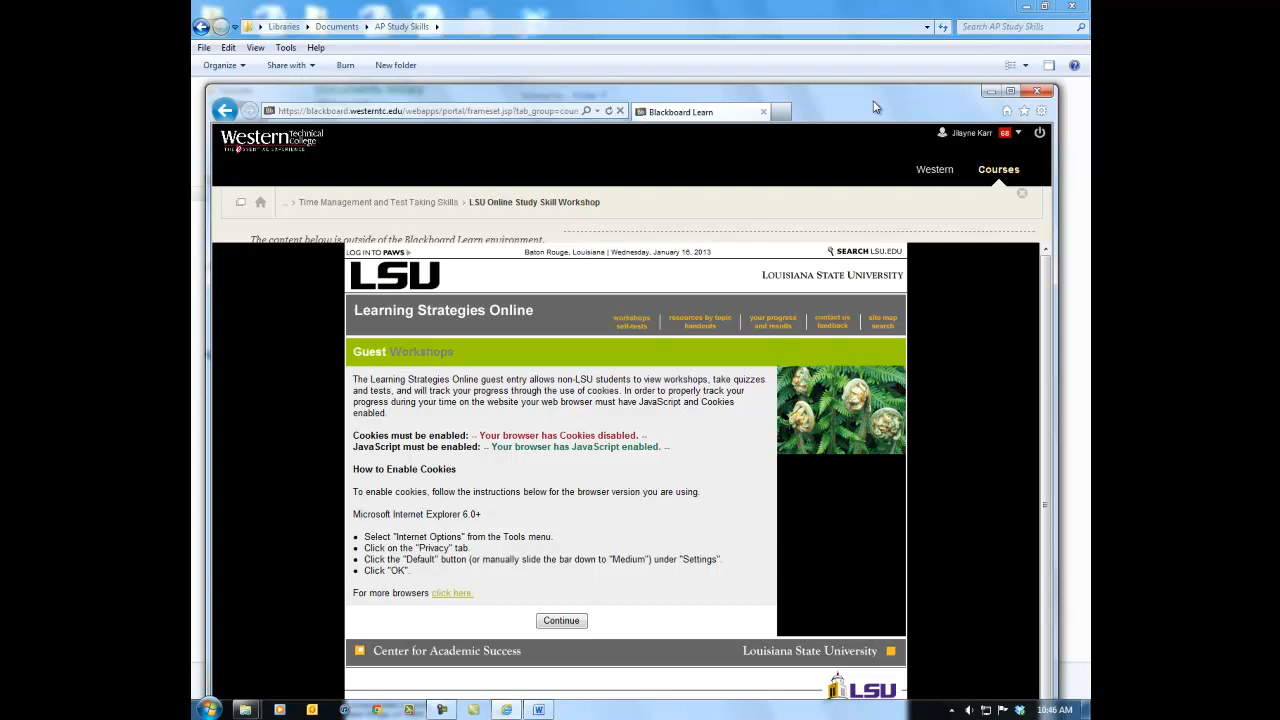 Libraries Documents AP Study Skills
Search AP Study Skills
File Edit View Tools Help
Organize Share with Burn New folder
https://blackboard.westerntc.edu/webapps/portal/frameset.jsp?tab_group=cour
Blackboard Learn
Western Technical College
THE ESSENTIAL EXPERIENCE
Jilayne Karr 68
Western Courses
... > Time Management and Test Taking Skills > LSU Online Study Skill Workshop
The content below is outside of the Blackboard Learn environment.
LOG IN TO PAWS
Baton Rouge, Louisiana | Wednesday, January 16, 2013
SEARCH LSU.EDU
LSU
LOUISIANA STATE UNIVERSITY
Learning Strategies Online
workshops self-tests
resources by topic handouts
your progress and results
contact us feedback
site map search
Guest Workshops
The Learning Strategies Online guest entry allows non-LSU students to view workshops, take quizzes
and tests, and will track your progress through the use of cookies. In order to properly track your
progress during your time on the website your web browser must have JavaScript and Cookies
enabled.
Cookies must be enabled: -- Your browser has Cookies disabled. --
JavaScript must be enabled: -- Your browser has JavaScript enabled. --
How to Enable Cookies
To enable cookies, follow the instructions below for the browser version you are using.
Microsoft Internet Explorer 6.0+
• Select "Internet Options" from the Tools menu.
• Click on the "Privacy" tab.
• Click the "Default" button (or manually slide the bar down to "Medium") under "Settings".
• Click "OK".
For more browsers click here.
Continue
Center for Academic Success
Louisiana State University
LSU
10:46 AM